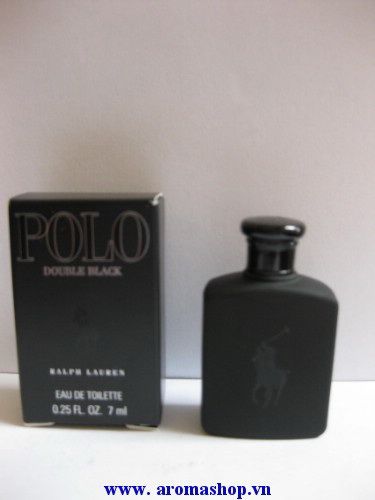 POLO
DOUBLE BLACK
RALPH LAUREN
EAU DE TOILETTE
0.25 FL. OZ. 7 ml
www. aromashop.vn